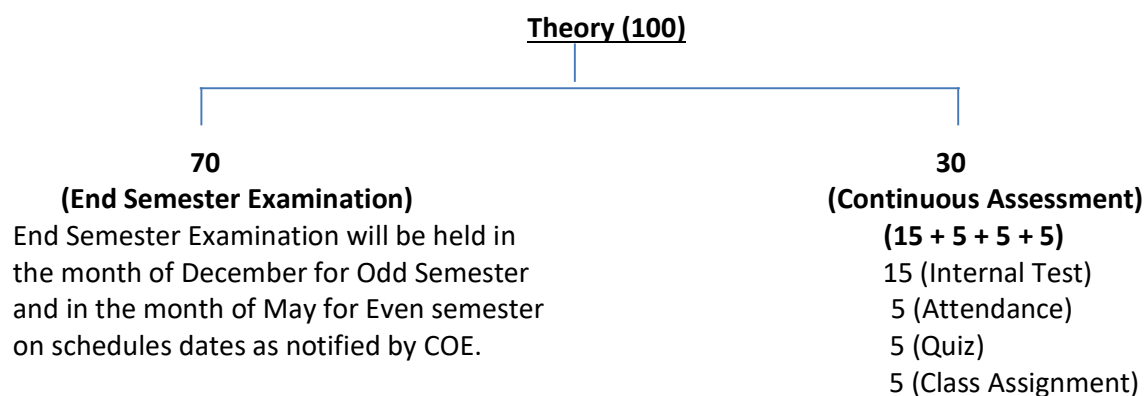 Theory (100)
70
(End Semester Examination)
End Semester Examination will be held in
the month of December for Odd Semester
and in the month of May for Even semester
on schedules dates as notified by COE.
30
(Continuous Assessment)
(15 + 5 + 5 + 5)
15 (Internal Test)
5 (Attendance)
5 (Quiz)
5 (Class Assignment)